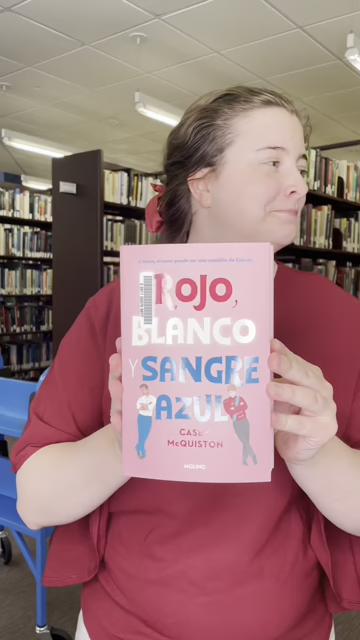 ROJO,
BLANCO
Y SANGRE
AZUL
CASEY
McQUISTON
MOLINO